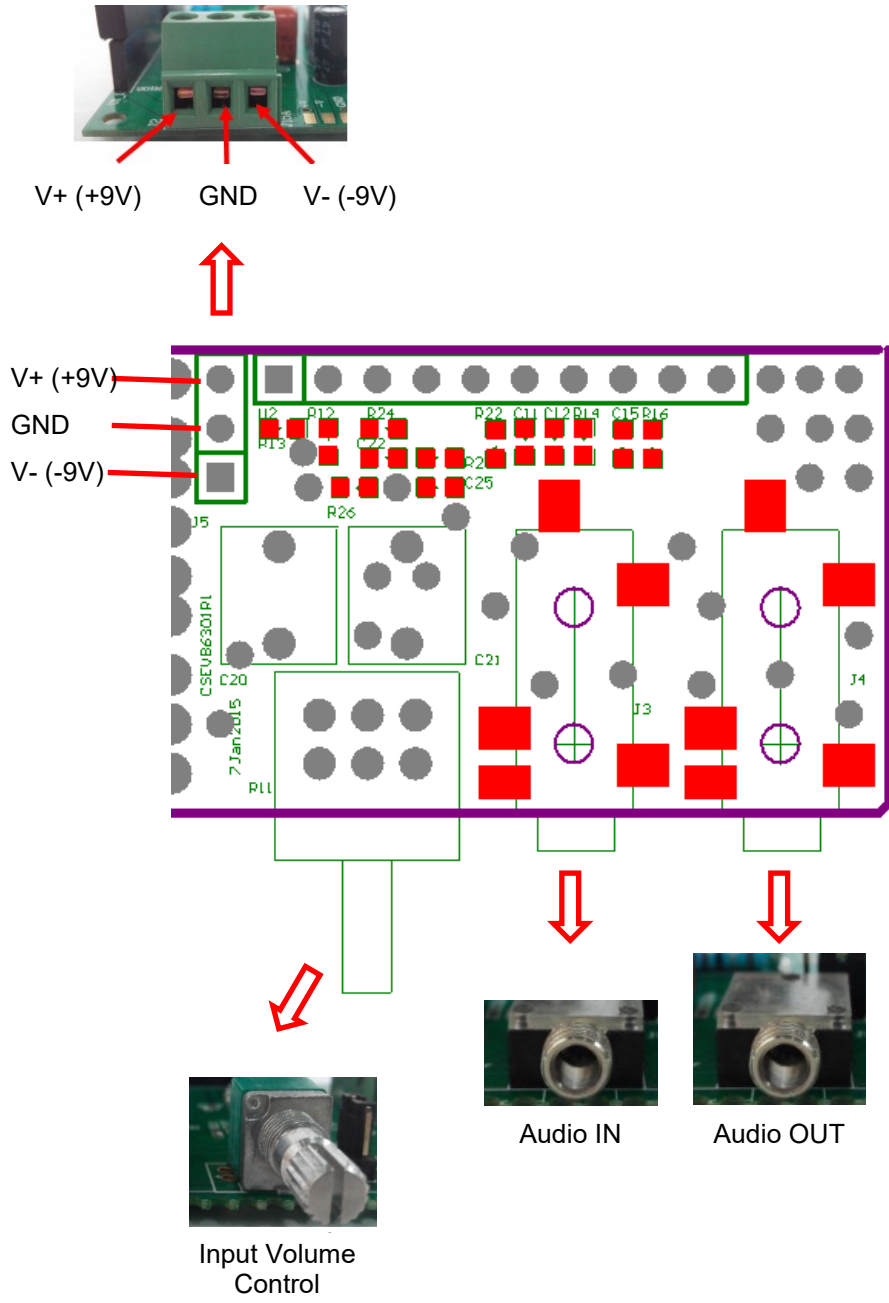 V+ (+9V) GND V- (-9V)
V+ (+9V)
GND
V- (-9V)
U2 R12 R24 R22 C11 C12 R14 C15 R16
R13 C22
C25
R26
J5
CSEVB6301R1
C20
C21
7Jan2015
R11
J3
J4
Audio IN
Audio OUT
Input Volume
Control